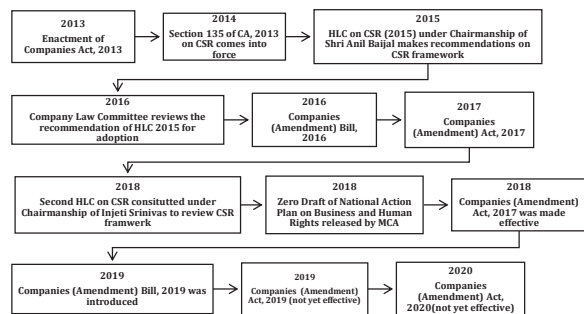 2013
Enactment of
Companies Act, 2013
2014
Section 135 of CA, 2013
on CSR comes into
force
2015
HLC on CSR (2015) under Chairmanship of
Shri Anil Baijal makes recommendations on
CSR framework
2016
Company Law Committee reviews the
recommendation of HLC 2015 for
adoption
2016
Companies
(Amendment) Bill,
2016
2017
Companies
(Amendment) Act, 2017
2018
Second HLC on CSR consitutted under
Chairmanship of Injeti Srinivas to review CSR
framwerk
2018
Zero Draft of National Action
Plan on Business and Human
Rights released by MCA
2018
Companies (Amendment)
Act, 2017 was made
effective
2019
Companies (Amendment) Bill, 2019 was
introduced
2019
Companies (Amendment)
Act, 2019 (not yet effective)
2020
Companies
(Amendment) Act,
2020(not yet effective)